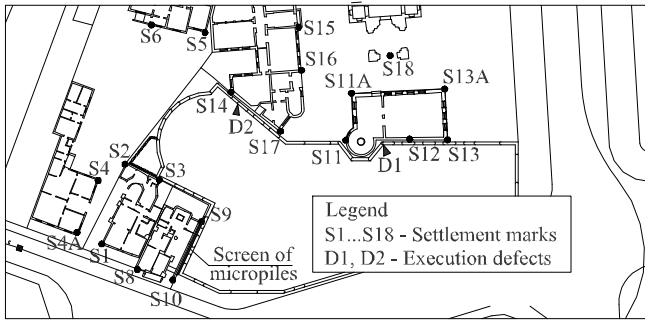 S6
S5
S15
S16
S18
S11A
S13A
S14
D2
S17
S11
D1
S12
S13
S2
S3
S4
S9
S4A
S1
S8
S10
Screen of
micropiles
Legend
S1...S18 - Settlement marks
D1, D2 - Execution defects